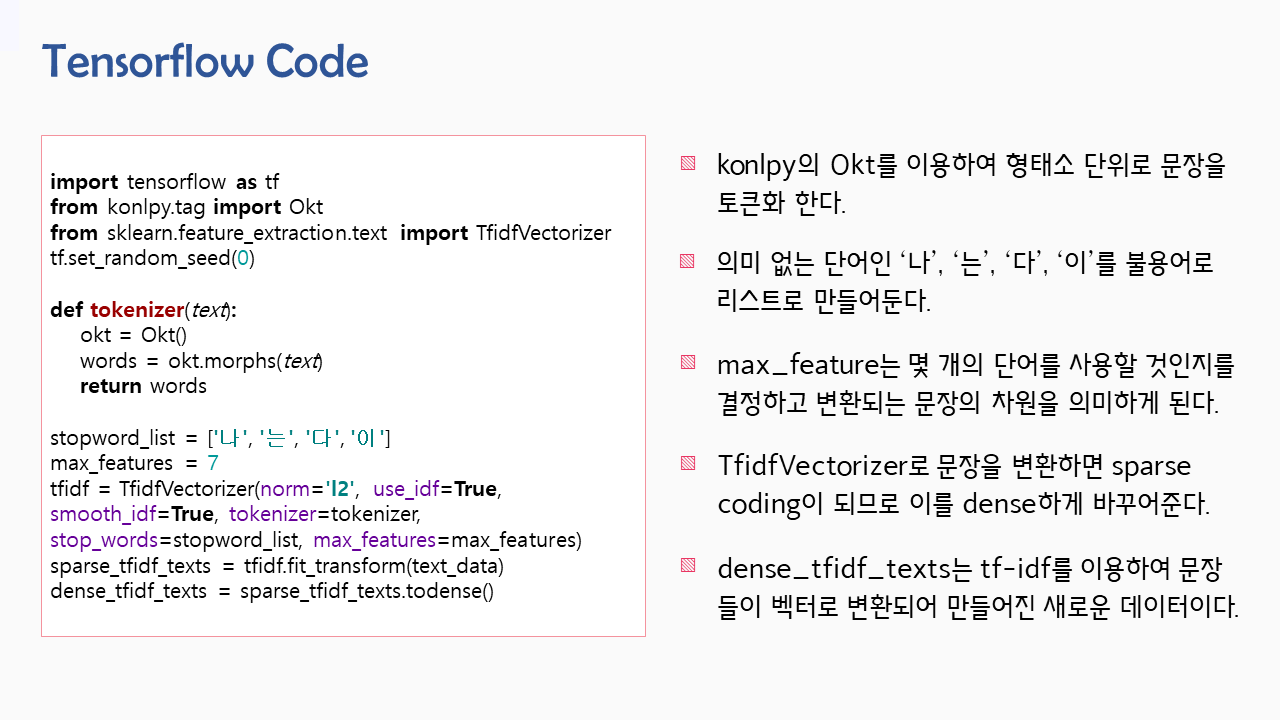 Tensorflow Code
import tensorflow as tf
from konlpy.tag import Okt
from sklearn.feature_extraction.text import TfidfVectorizer
tf.set_random_seed(0)
def tokenizer(text):
okt = Okt()
words = okt.morphs(text)
return words
stopword_list = ['나', '는', '다', '이']
max_features = 7
tfidf = TfidfVectorizer(norm='l2', use_idf=True,
smooth_idf=True, tokenizer=tokenizer,
stop_words=stopword_list, max_features=max_features)
sparse_tfidf_texts = tfidf.fit_transform(text_data)
dense_tfidf_texts = sparse_tfidf_texts.todense()
konlpy의 Okt를 이용하여 형태소 단위로 문장을
토큰화 한다.
의미 없는 단어인 ‘나’, ‘는’, ‘다’, ‘이’를 불용어로
리스트로 만들어둔다.
max_feature는 몇 개의 단어를 사용할 것인지를
결정하고 변환되는 문장의 차원을 의미하게 된다.
TfidfVectorizer로 문장을 변환하면 sparse
coding이 되므로 이를 dense하게 바꾸어준다.
dense_tfidf_texts는 tf-idf를 이용하여 문장
들이 벡터로 변환되어 만들어진 새로운 데이터이다.